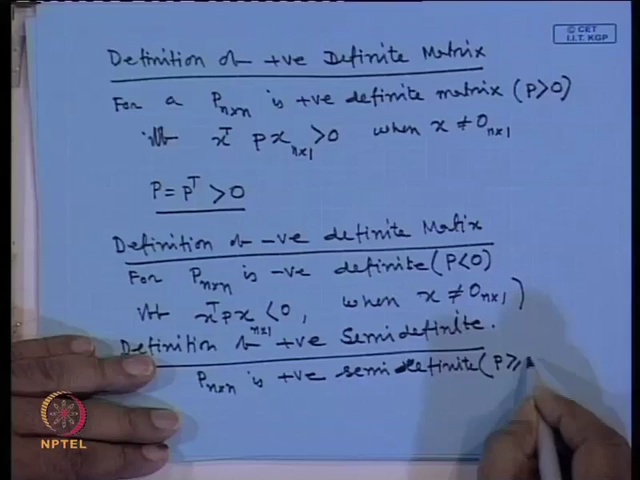 © CET
I.I.T. KGP
Definition of +ve Definite Matrix
For a Pₙₓₙ is +ve definite matrix (P>0)
iff xᵀ P xₙₓ₁ >0 when x ≠ 0ₙₓ₁
P = Pᵀ > 0
Definition of -ve definite Matix
For Pₙₓₙ is -ve definite (P<0)
iff xᵀ P xₙₓ₁ <0, when x ≠ 0ₙₓ₁)
Definition of +ve Semidefinite.
Pₙₓₙ is +ve semidefinite (P≥
NPTEL